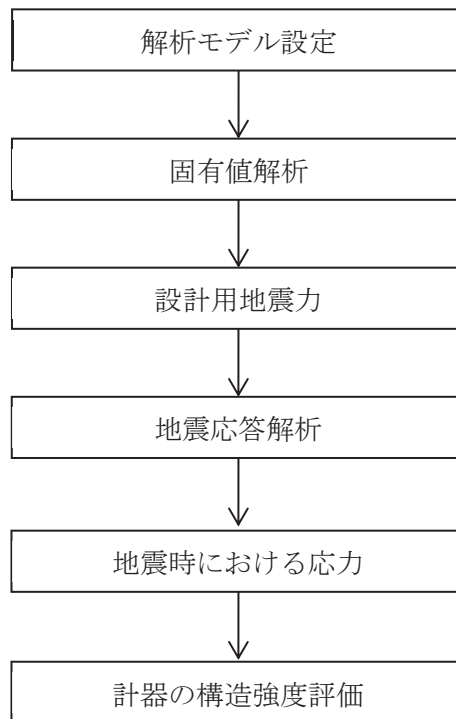 解析モデル設定
固有値解析
設計用地震力
地震応答解析
地震時における応力
計器の構造強度評価